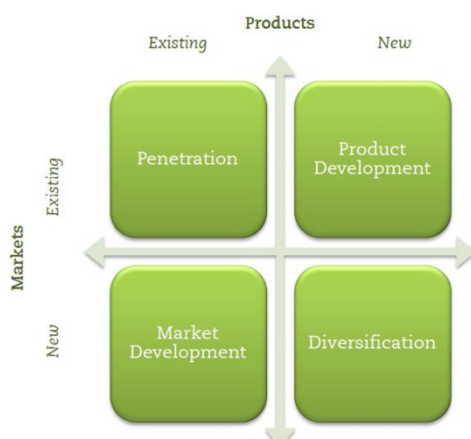 Products
Existing
New
Markets
Existing
Penetration
Product
Development
New
Market
Development
Diversification